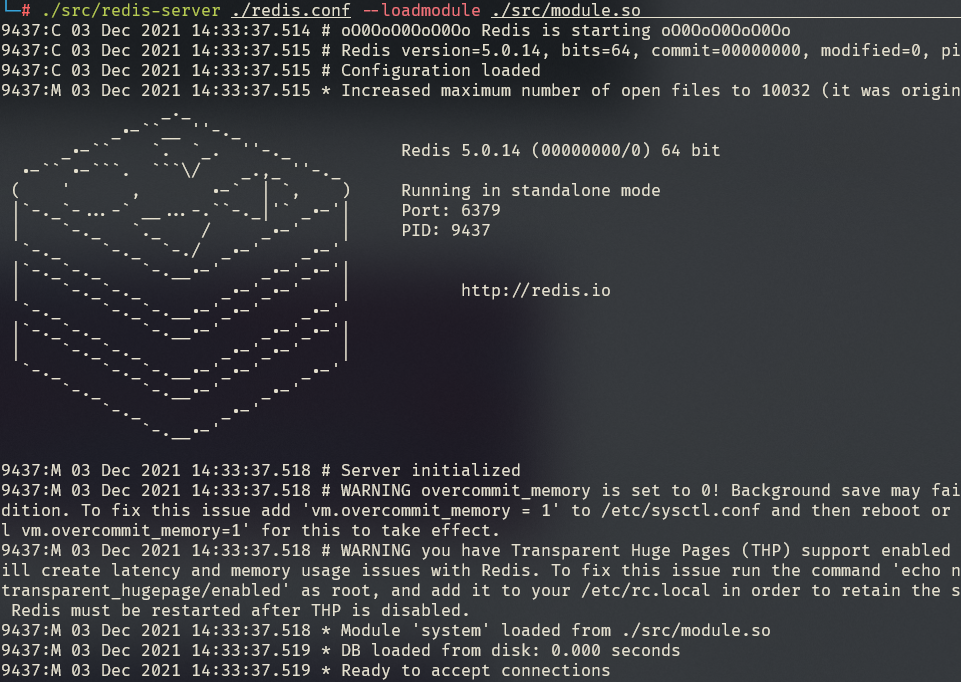 └─# ./src/redis-server ./redis.conf --loadmodule ./src/module.so
9437:C 03 Dec 2021 14:33:37.514 # oO0OoO0OoO0Oo Redis is starting oO0OoO0OoO0Oo
9437:C 03 Dec 2021 14:33:37.515 # Redis version=5.0.14, bits=64, commit=00000000, modified=0, pi
9437:C 03 Dec 2021 14:33:37.515 # Configuration loaded
9437:M 03 Dec 2021 14:33:37.515 * Increased maximum number of open files to 10032 (it was origin
Redis 5.0.14 (00000000/0) 64 bit
Running in standalone mode
Port: 6379
PID: 9437
http://redis.io
9437:M 03 Dec 2021 14:33:37.518 # Server initialized
9437:M 03 Dec 2021 14:33:37.518 # WARNING overcommit_memory is set to 0! Background save may fai
dition. To fix this issue add 'vm.overcommit_memory = 1' to /etc/sysctl.conf and then reboot or
l vm.overcommit_memory=1' for this to take effect.
9437:M 03 Dec 2021 14:33:37.518 # WARNING you have Transparent Huge Pages (THP) support enabled
ill create latency and memory usage issues with Redis. To fix this issue run the command 'echo n
transparent_hugepage/enabled' as root, and add it to your /etc/rc.local in order to retain the s
Redis must be restarted after THP is disabled.
9437:M 03 Dec 2021 14:33:37.518 * Module 'system' loaded from ./src/module.so
9437:M 03 Dec 2021 14:33:37.519 * DB loaded from disk: 0.000 seconds
9437:M 03 Dec 2021 14:33:37.519 * Ready to accept connections